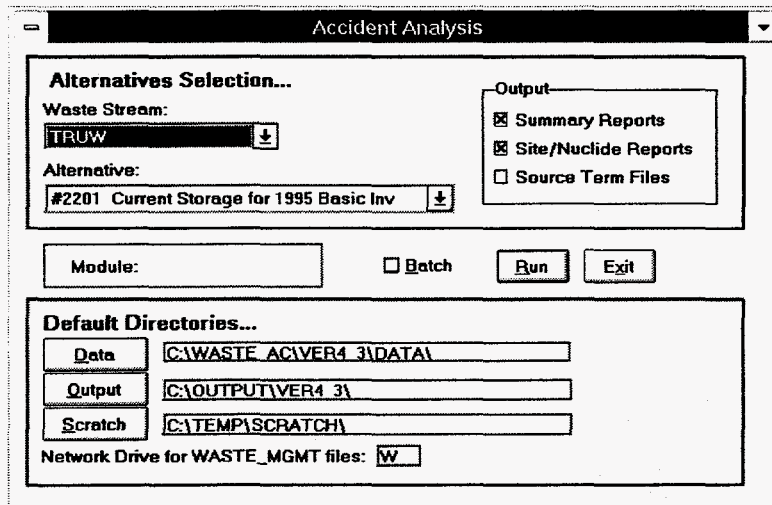 Accident Analysis
Alternatives Selection...
Waste Stream:
TRUW
Alternative:
#2201 Current Storage for 1995 Basic Inv
Output
Summary Reports
Site/Nuclide Reports
Source Term Files
Module:
Batch
Run
Exit
Default Directories...
Data
C:\WASTE_AC\VER4_3\DATA\
Output
C:\OUTPUT\VER4_3\
Scratch
C:\TEMP\SCRATCH\
Network Drive for WASTE_MGMT files: W